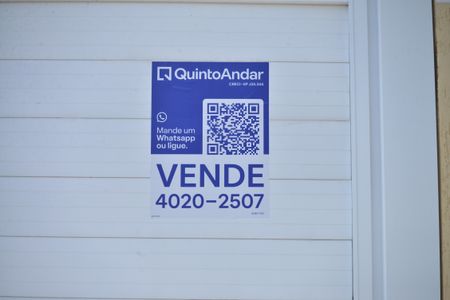 QuintoAndar
Mande um
Whatsapp
ou ligue.
VENDE
4020-2507